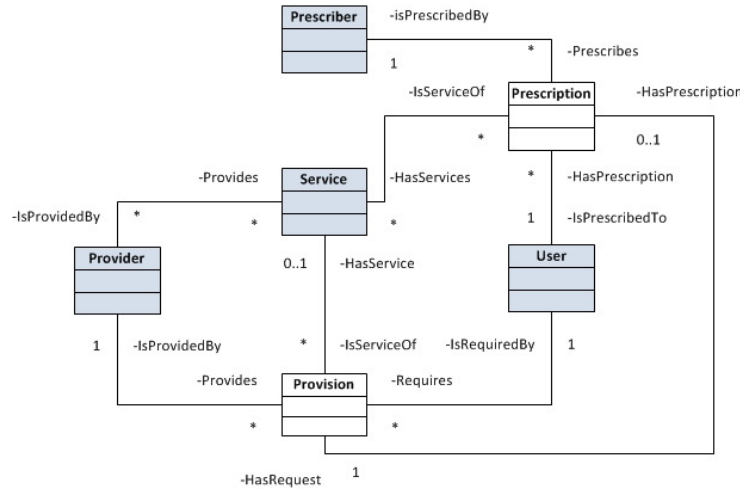 Prescriber
-isPrescribedBy
1
*
-Prescribes
-IsServiceOf
Prescription
-HasPrescription
*
0..1
-Provides
Service
-HasServices
*
-HasPrescription
-IsProvidedBy
*
*
*
1
-IsPrescribedTo
Provider
0..1
-HasService
User
1
-IsProvidedBy
*
-IsServiceOf
-IsRequiredBy
1
-Provides
Provision
-Requires
*
*
-HasRequest
1